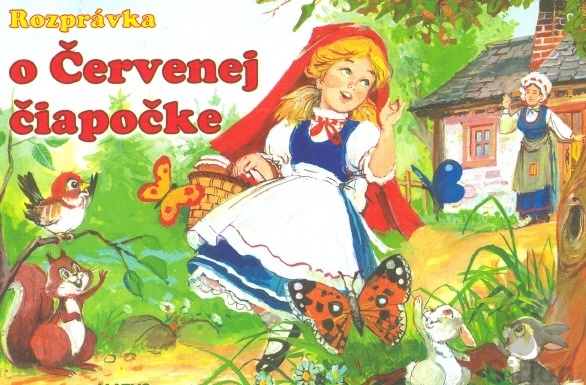 Rozprávka
o Červenej
čiapočke